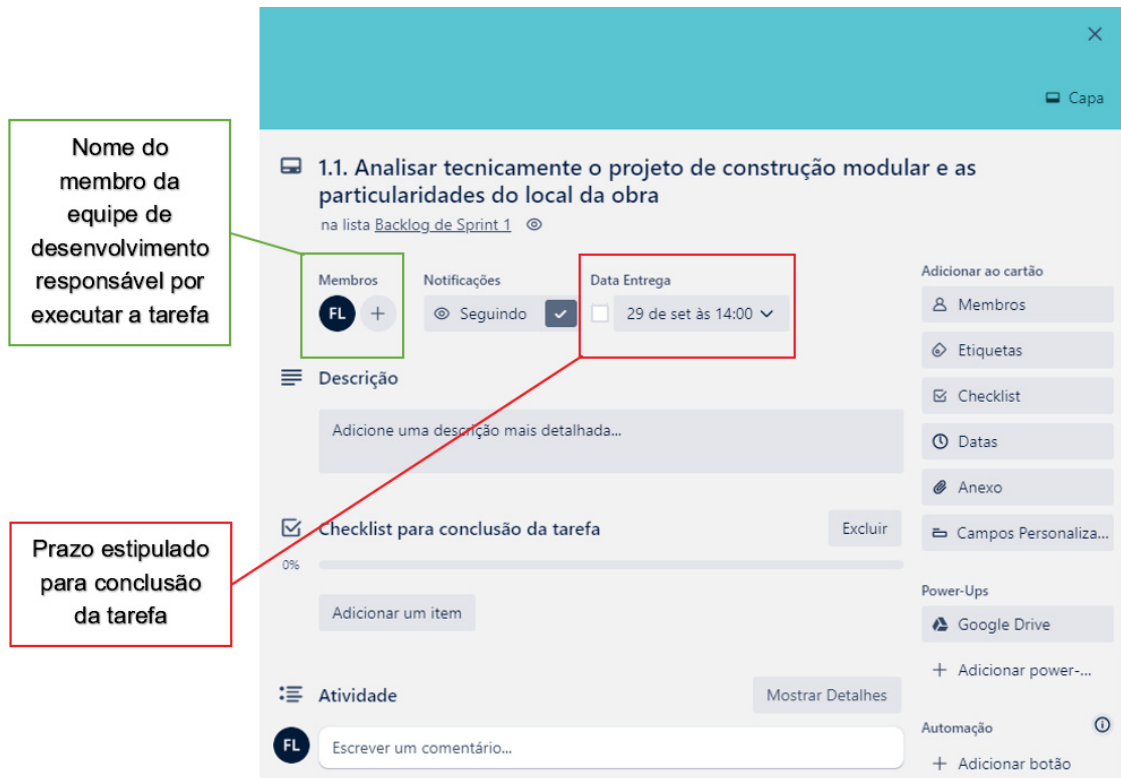 Capa
Nome do
membro da
equipe de
desenvolvimento
responsável por
executar a tarefa
1.1. Analisar tecnicamente o projeto de construção modular e as
particularidades do local da obra
na lista Backlog de Sprint 1
Membros
FL
+
Notificações
Seguindo
Data Entrega
29 de set às 14:00
Descrição
Adicione uma descrição mais detalhada...
Prazo estipulado
para conclusão
da tarefa
Checklist para conclusão da tarefa
Excluir
0%
Adicionar um item
Atividade
Mostrar Detalhes
FL
Escrever um comentário...
Adicionar ao cartão
Membros
Etiquetas
Checklist
Datas
Anexo
Campos Personaliza...
Power-Ups
Google Drive
+ Adicionar power-...
Automação
+ Adicionar botão